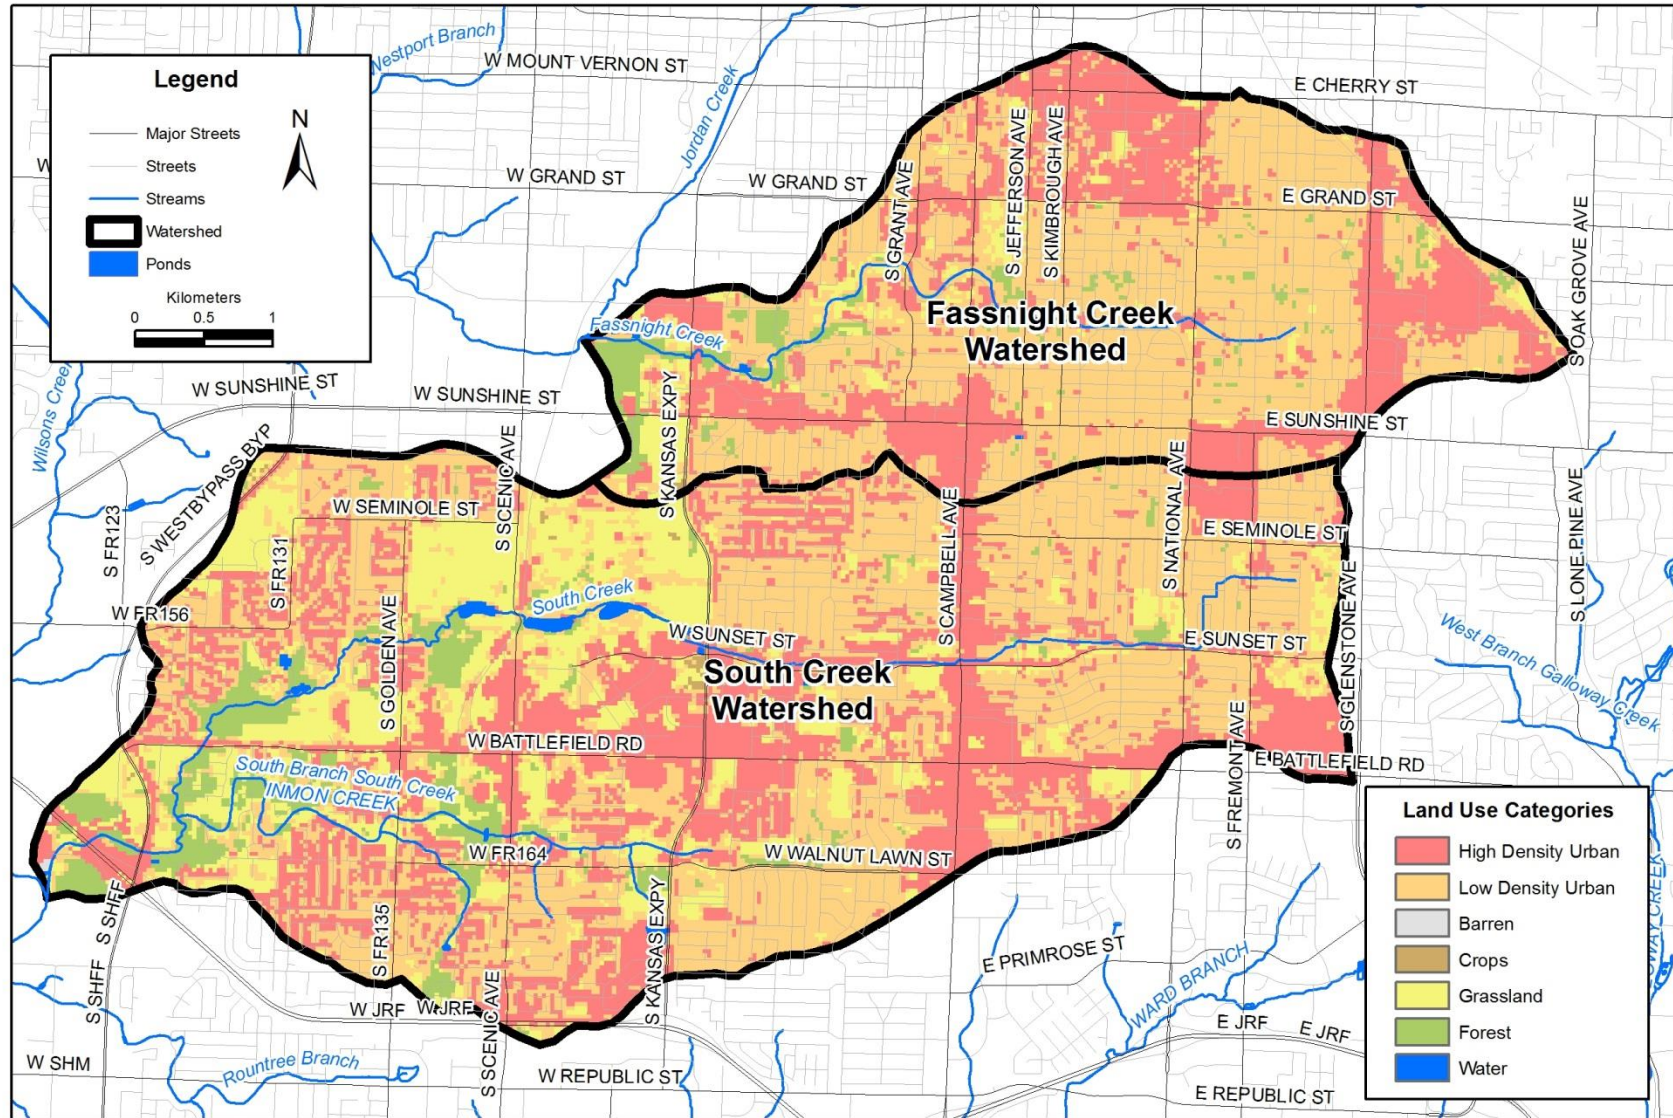 Legend
N
Major Streets
Streets
Streams
Watershed
Ponds
Kilometers
0 0.5 1
Westport Branch
W MOUNT VERNON ST
Jordan Creek
E CHERRY ST
W GRAND ST
W GRAND ST
E GRAND ST
S GRANT AVE
S JEFFERSON AVE
S KIMBROUGH AVE
S OAK GROVE AVE
Fassnight Creek
Watershed
Fassnight Creek
Wilsons Creek
W SUNSHINE ST
W SUNSHINE ST
E SUNSHINE ST
S KANSAS EXPY
S WESTBYPASS BYP
S SCENIC AVE
S FR123
W SEMINOLE ST
S FR131
S CAMPBELL AVE
S NATIONAL AVE
E SEMINOLE ST
S LONE PINE AVE
W FR156
S GOLDEN AVE
South Creek
W SUNSET ST
E SUNSET ST
S GLENSTONE AVE
West Branch Galloway Creek
South Creek
Watershed
W BATTLEFIELD RD
S FREMONT AVE
E BATTLEFIELD RD
South Branch South Creek
INMON CREEK
W FR164
W WALNUT LAWN ST
S SHFF
S SHFF
S FR135
S SCENIC AVE
S KANSAS EXPY
W JRF
W JRF
E PRIMROSE ST
WARD BRANCH
E JRF
E JRF
W SHM
Rountree Branch
W REPUBLIC ST
E REPUBLIC ST
Land Use Categories
High Density Urban
Low Density Urban
Barren
Crops
Grassland
Forest
Water